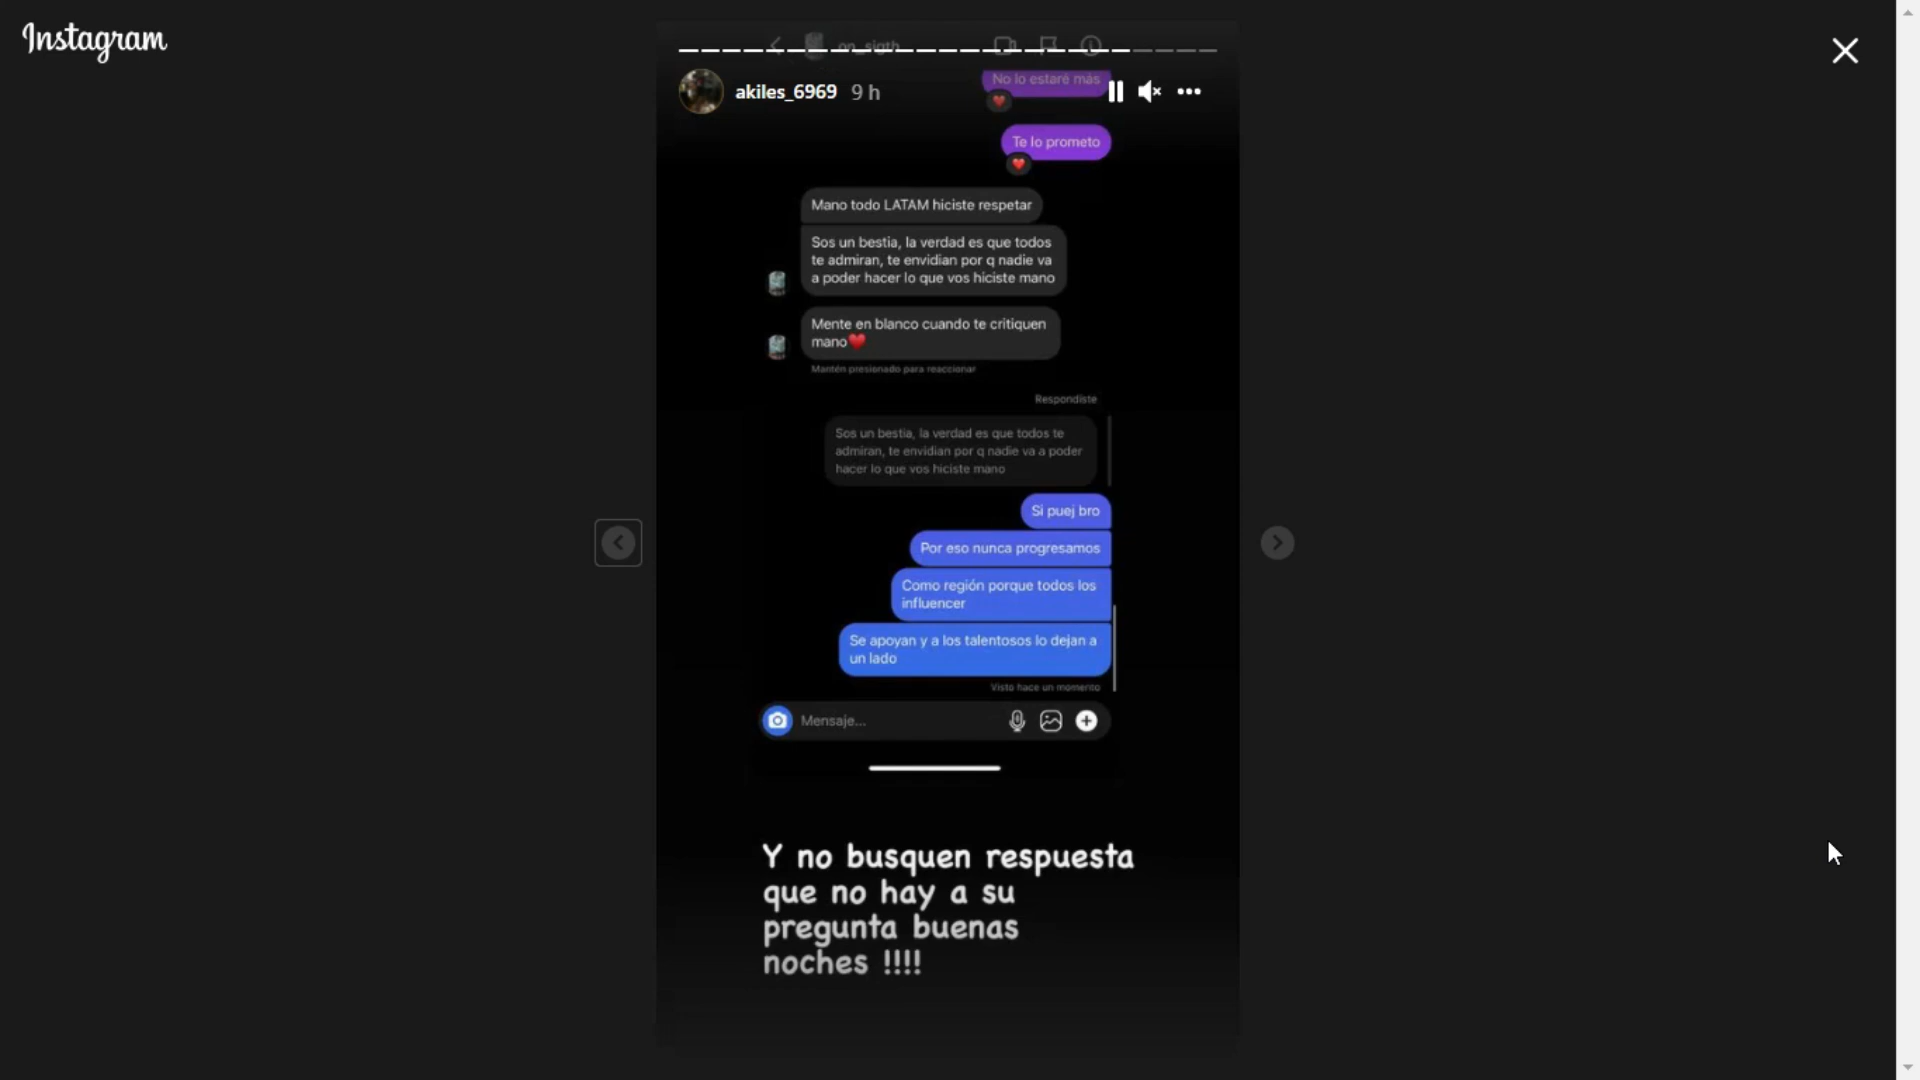 Instagram
on_sigth
akiles_6969 9 h
No lo estaré más
Te lo prometo
Mano todo LATAM hiciste respetar
Sos un bestia, la verdad es que todos
te admiran, te envidian por q nadie va
a poder hacer lo que vos hiciste mano
Mente en blanco cuando te critiquen
mano❤️
Mantén presionado para reaccionar
Respondiste
Sos un bestia, la verdad es que todos te
admiran, te envidian por q nadie va a poder
hacer lo que vos hiciste mano
Si puej bro
Por eso nunca progresamos
Como región porque todos los
influencer
Se apoyan y a los talentosos lo dejan a
un lado
Visto hace un momento
Mensaje...
Y no busquen respuesta
que no hay a su
pregunta buenas
noches !!!!